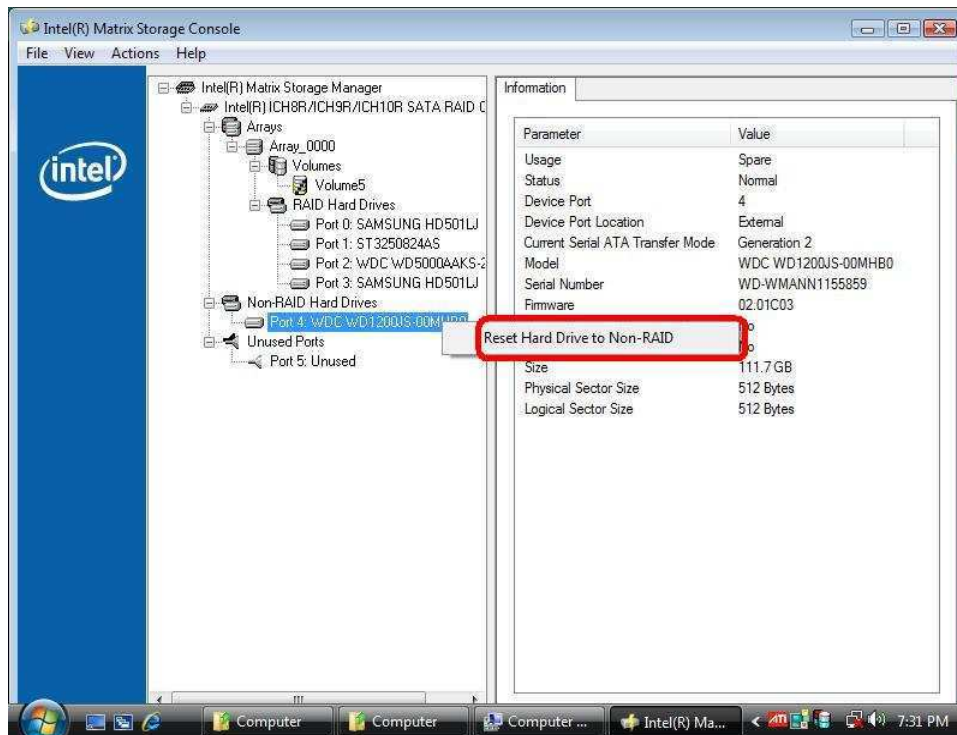 Intel(R) Matrix Storage Console
File View Actions Help
intel
Intel(R) Matrix Storage Manager
Intel(R) ICH8R/ICH9R/ICH10R SATA RAID C
Arrays
Array_0000
Volumes
Volume5
RAID Hard Drives
Port 0: SAMSUNG HD501LJ
Port 1: ST3250824AS
Port 2: WDC WD5000AAKS-2
Port 3: SAMSUNG HD501LJ
Non-RAID Hard Drives
Port 4: WDC WD1200JS-00MHB0
Unused Ports
Port 5: Unused
Reset Hard Drive to Non-RAID
Information
Parameter Value
Usage Spare
Status Normal
Device Port 4
Device Port Location External
Current Serial ATA Transfer Mode Generation 2
Model WDC WD1200JS-00MHB0
Serial Number WD-WMANN1155859
Firmware 02.01C03
No
No
Size 111.7 GB
Physical Sector Size 512 Bytes
Logical Sector Size 512 Bytes
Computer Computer Computer ... Intel(R) Ma... ATI 7:31 PM